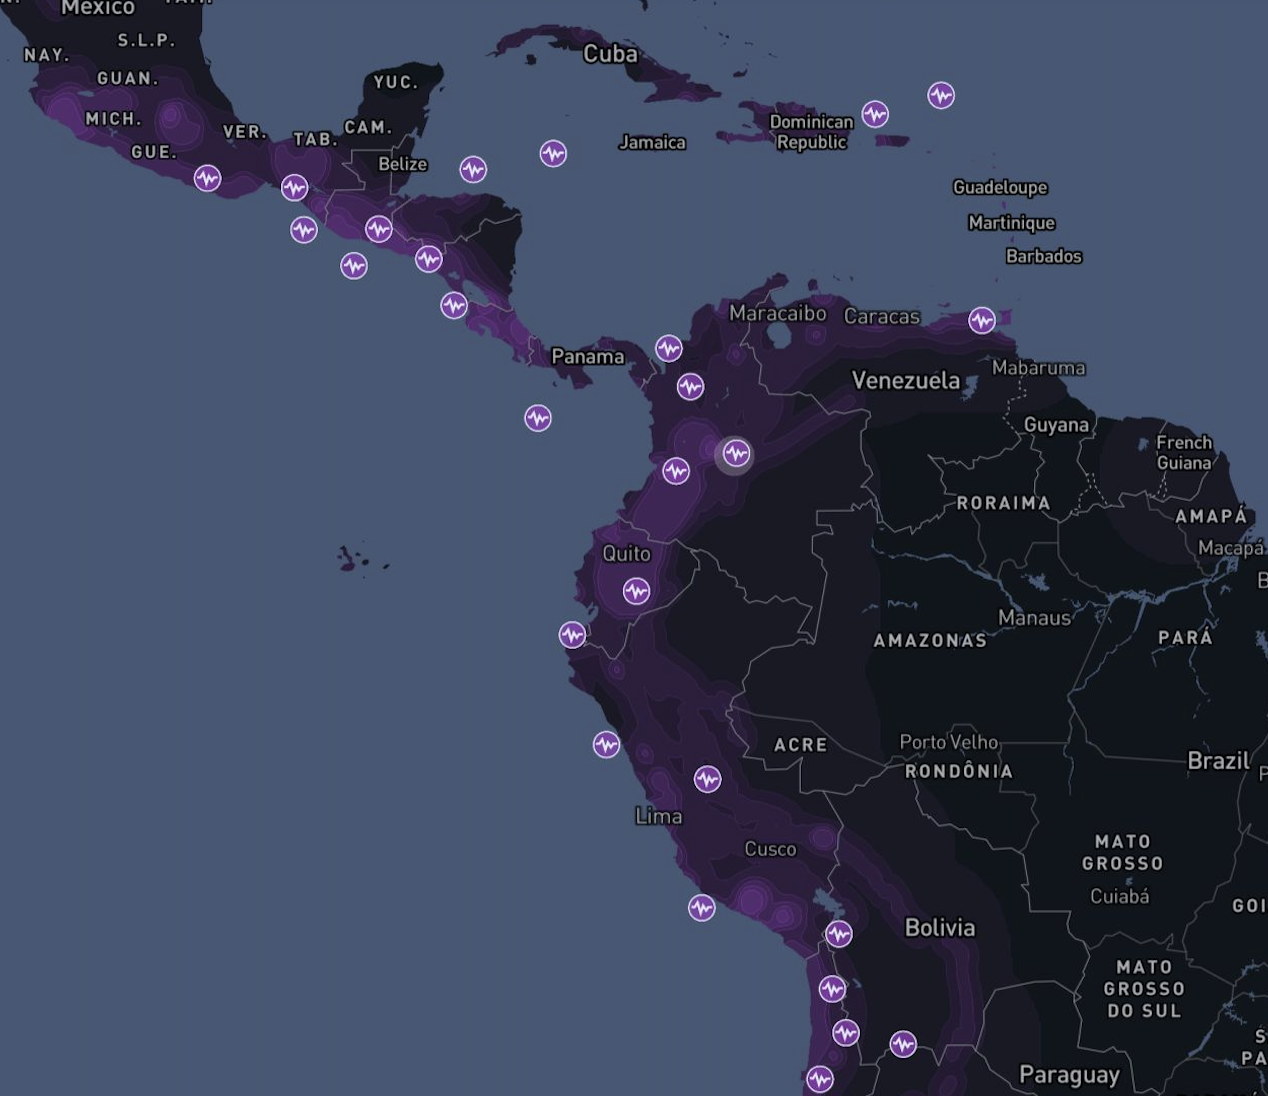 Mexico
NAY.
S.L.P.
GUAN.
MICH.
GUE.
VER.
TAB.
CAM.
YUC.
Belize
Cuba
Jamaica
Dominican
Republic
Guadeloupe
Martinique
Barbados
Maracaibo
Caracas
Panama
Venezuela
Mabaruma
Guyana
French
Guiana
RORAIMA
AMAPÁ
Macapá
Quito
Manaus
AMAZONAS
PARÁ
ACRE
Porto Velho
RONDÔNIA
Brazil
Lima
Cusco
MATO
GROSSO
Cuiabá
GOI
Bolivia
MATO
GROSSO
DO SUL
PA
Paraguay